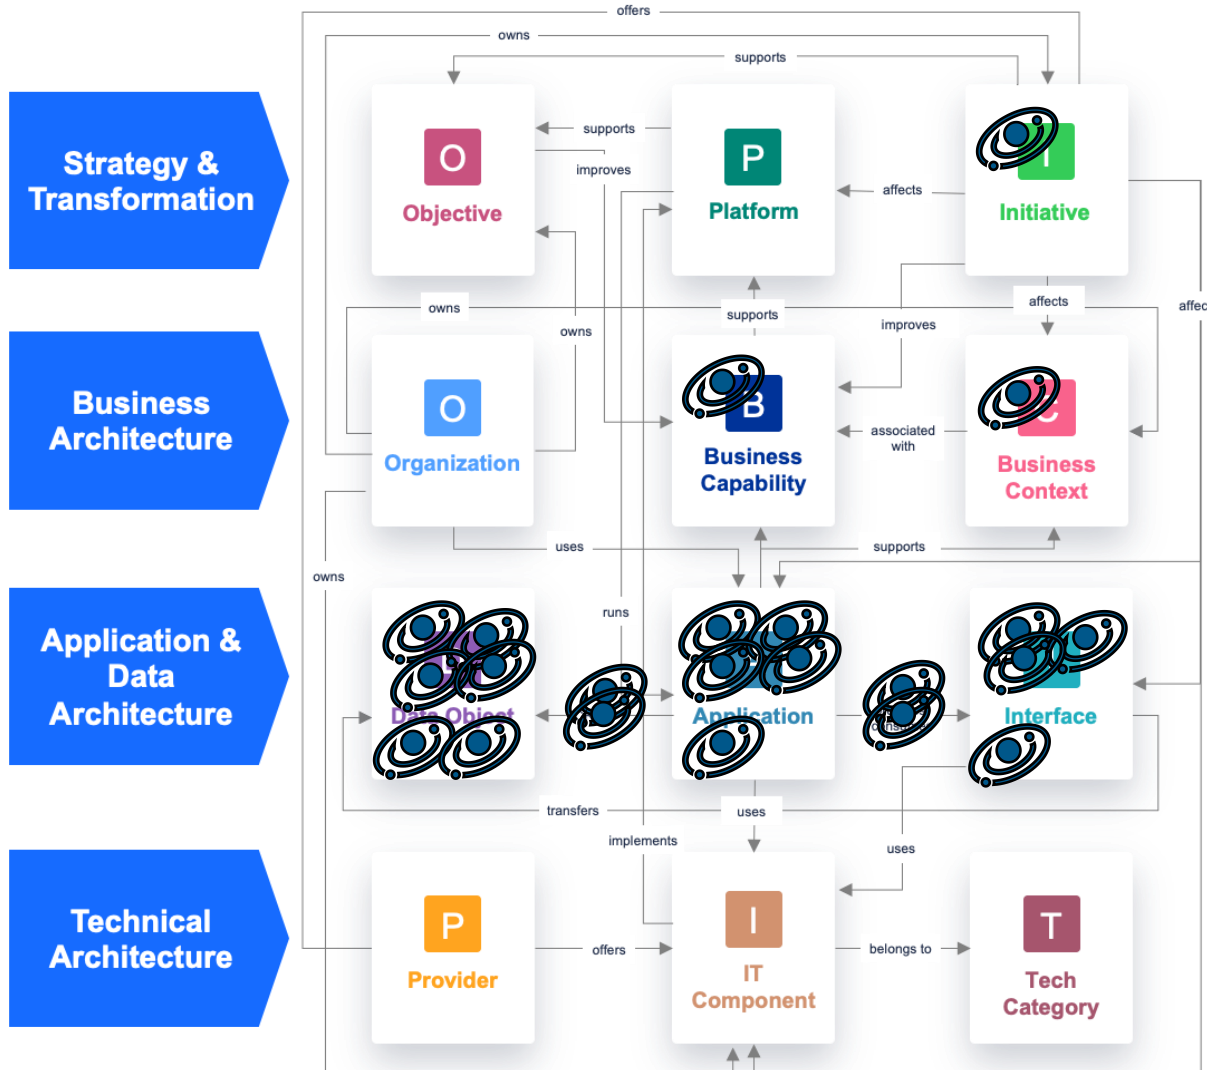 offers
owns
supports
Strategy &
Transformation
O
Objective
supports
improves
P
Platform
affects
I
Initiative
owns
supports
owns
improves
affects
affec
Business
Architecture
O
Organization
B
Business
Capability
associated
with
C
Business
Context
uses
supports
owns
runs
Application &
Data
Architecture
Data Object
Application
Interface
transfers
uses
implements
uses
Technical
Architecture
P
Provider
offers
I
IT
Component
belongs to
T
Tech
Category